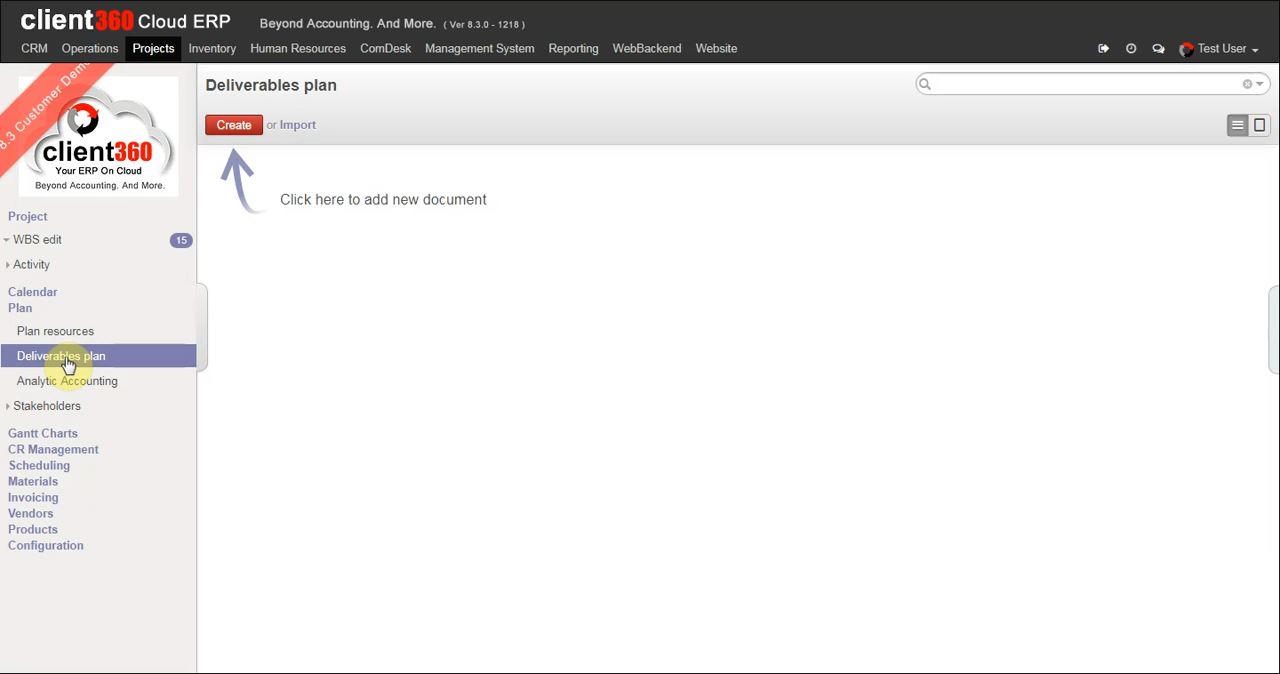 client360 Cloud ERP Beyond Accounting. And More. ( Ver 8.3.0 - 1218 )
CRM Operations Projects Inventory Human Resources ComDesk Management System Reporting WebBackend Website Test User
8.3 Customer Demo
client360
Your ERP On Cloud
Beyond Accounting. And More.
Deliverables plan
Create or Import
Click here to add new document
Project
WBS edit 15
Activity
Calendar
Plan
Plan resources
Deliverables plan
Analytic Accounting
Stakeholders
Gantt Charts
CR Management
Scheduling
Materials
Invoicing
Vendors
Products
Configuration